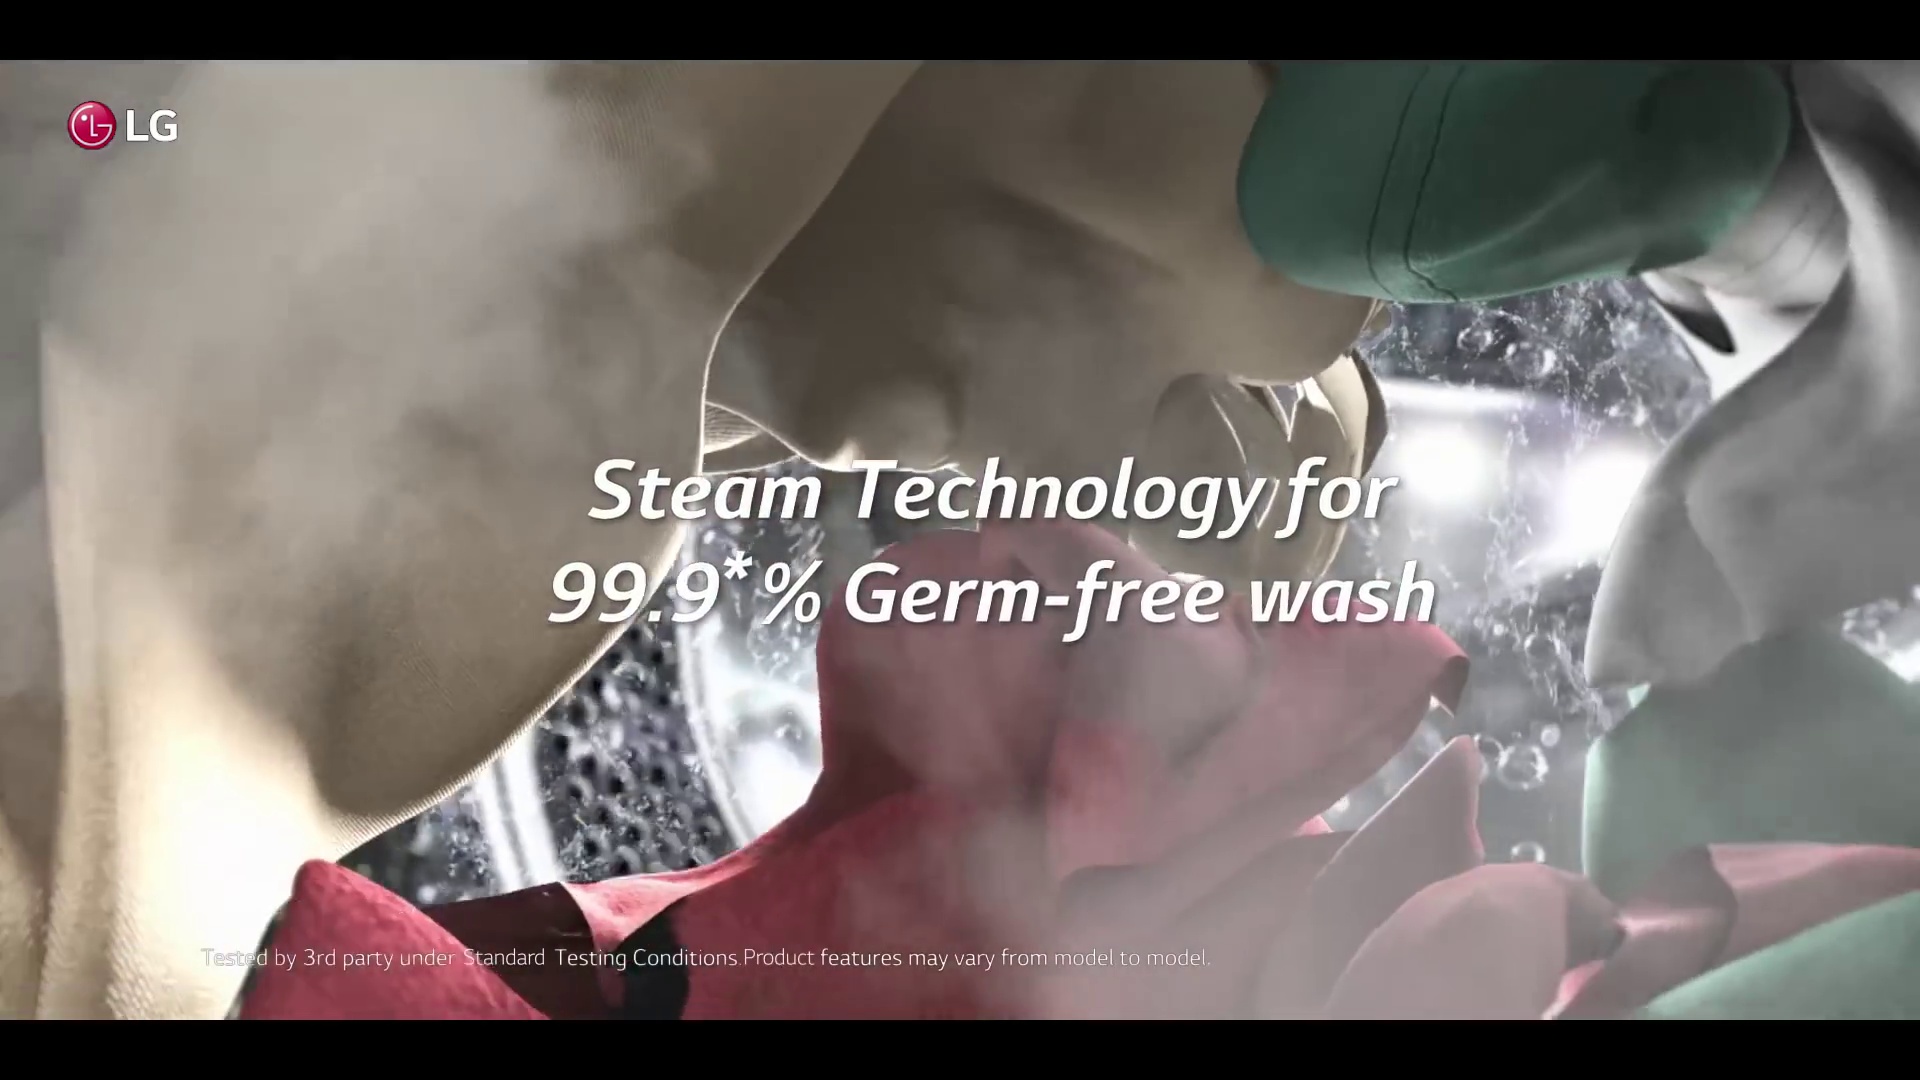 LG
Steam Technology for
99.9*% Germ-free wash
Tested by 3rd party under Standard Testing Conditions.Product features may vary from model to model.